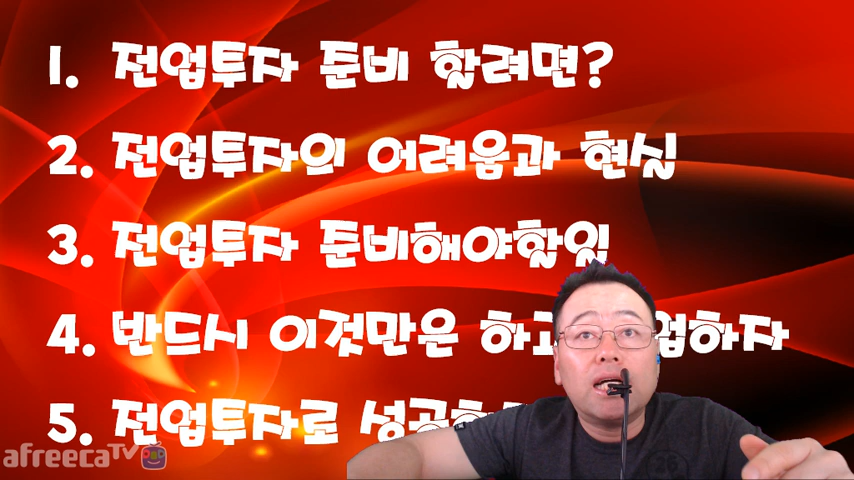 1. 전업투자 준비 할려면?
2. 전업투자의 어려움과 현실
3. 전업투자 준비해야할일
4. 반드시 이것만은
5. 전업투자로
afreecaTV